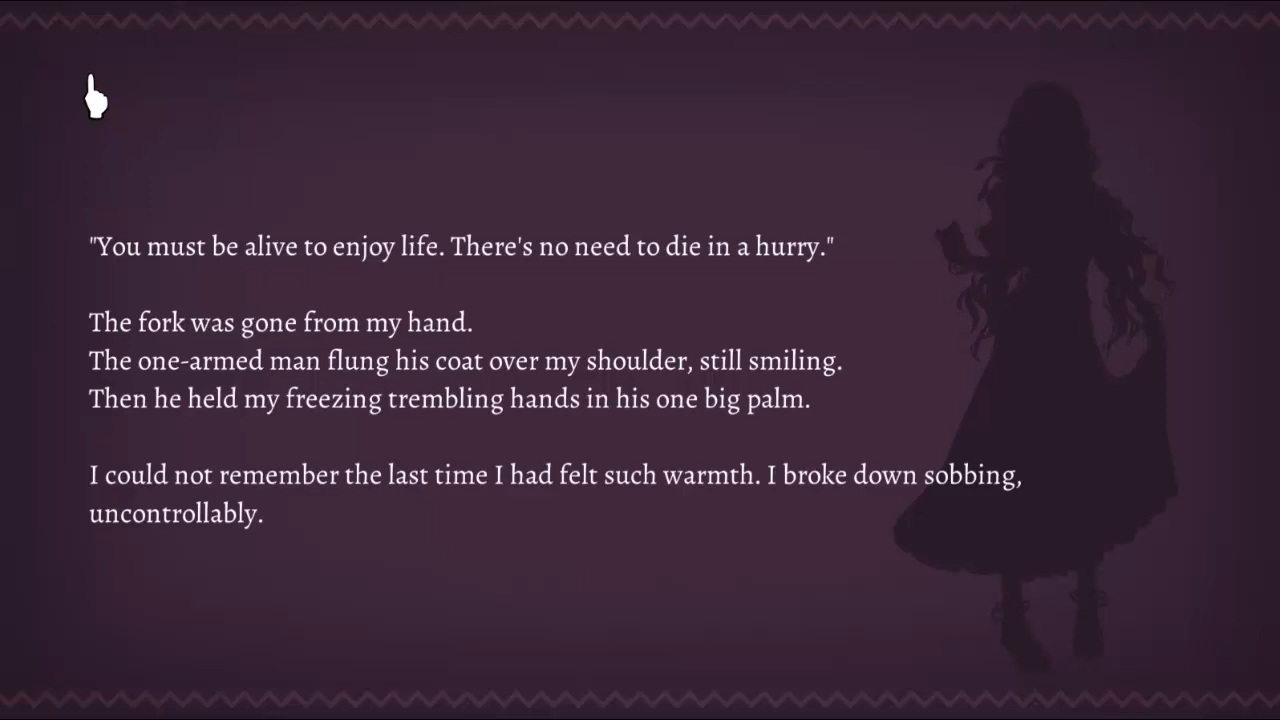 "You must be alive to enjoy life. There's no need to die in a hurry."
The fork was gone from my hand.
The one-armed man flung his coat over my shoulder, still smiling.
Then he held my freezing trembling hands in his one big palm.
I could not remember the last time I had felt such warmth. I broke down sobbing,
uncontrollably.